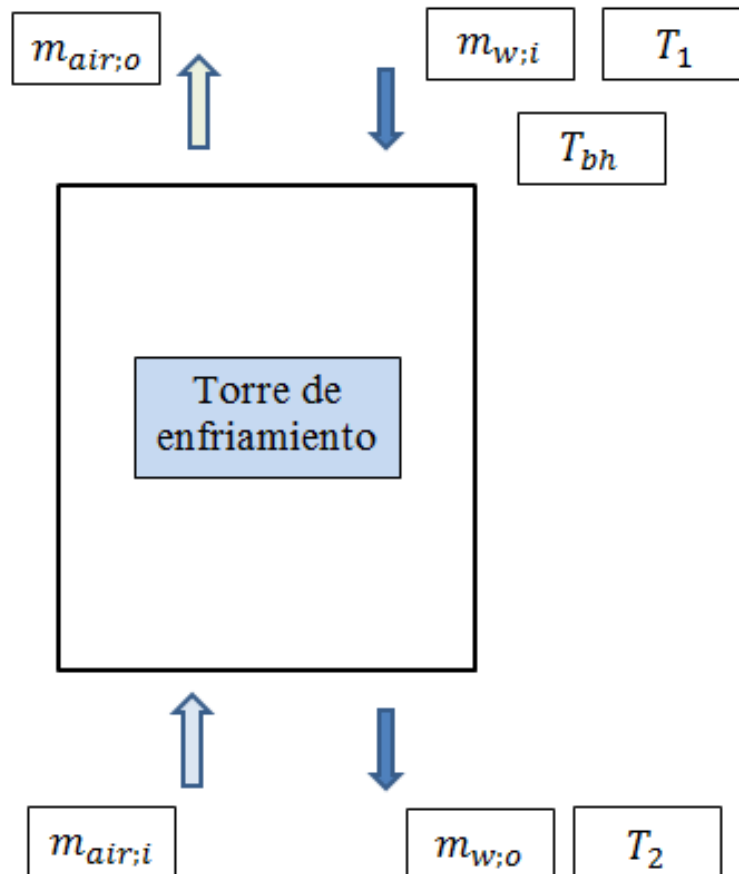 m_{air;o}
m_{w;i}
T_1
T_{bh}
Torre de
enfriamiento
m_{air;i}
m_{w;o}
T_2